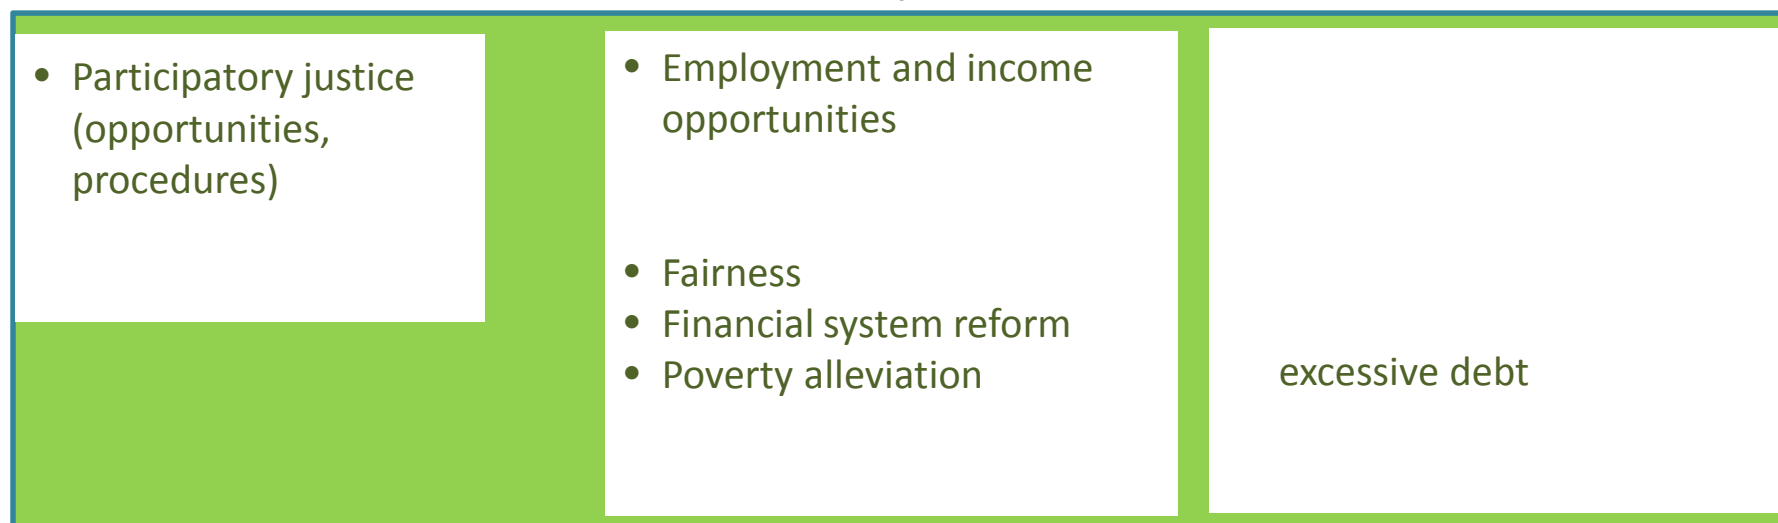 • Participatory justice
(opportunities,
procedures)
• Employment and income
opportunities
• Fairness
• Financial system reform
• Poverty alleviation
excessive debt